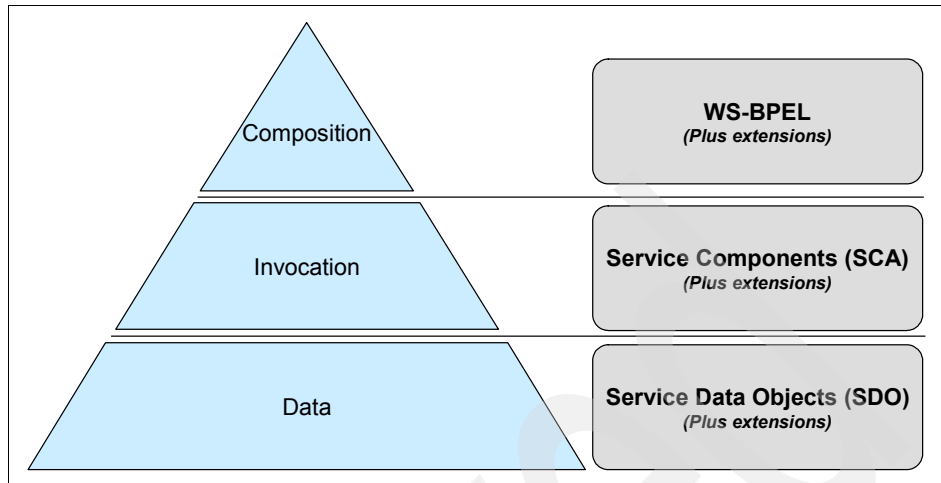 Composition
WS-BPEL
(Plus extensions)
Invocation
Service Components (SCA)
(Plus extensions)
Data
Service Data Objects (SDO)
(Plus extensions)